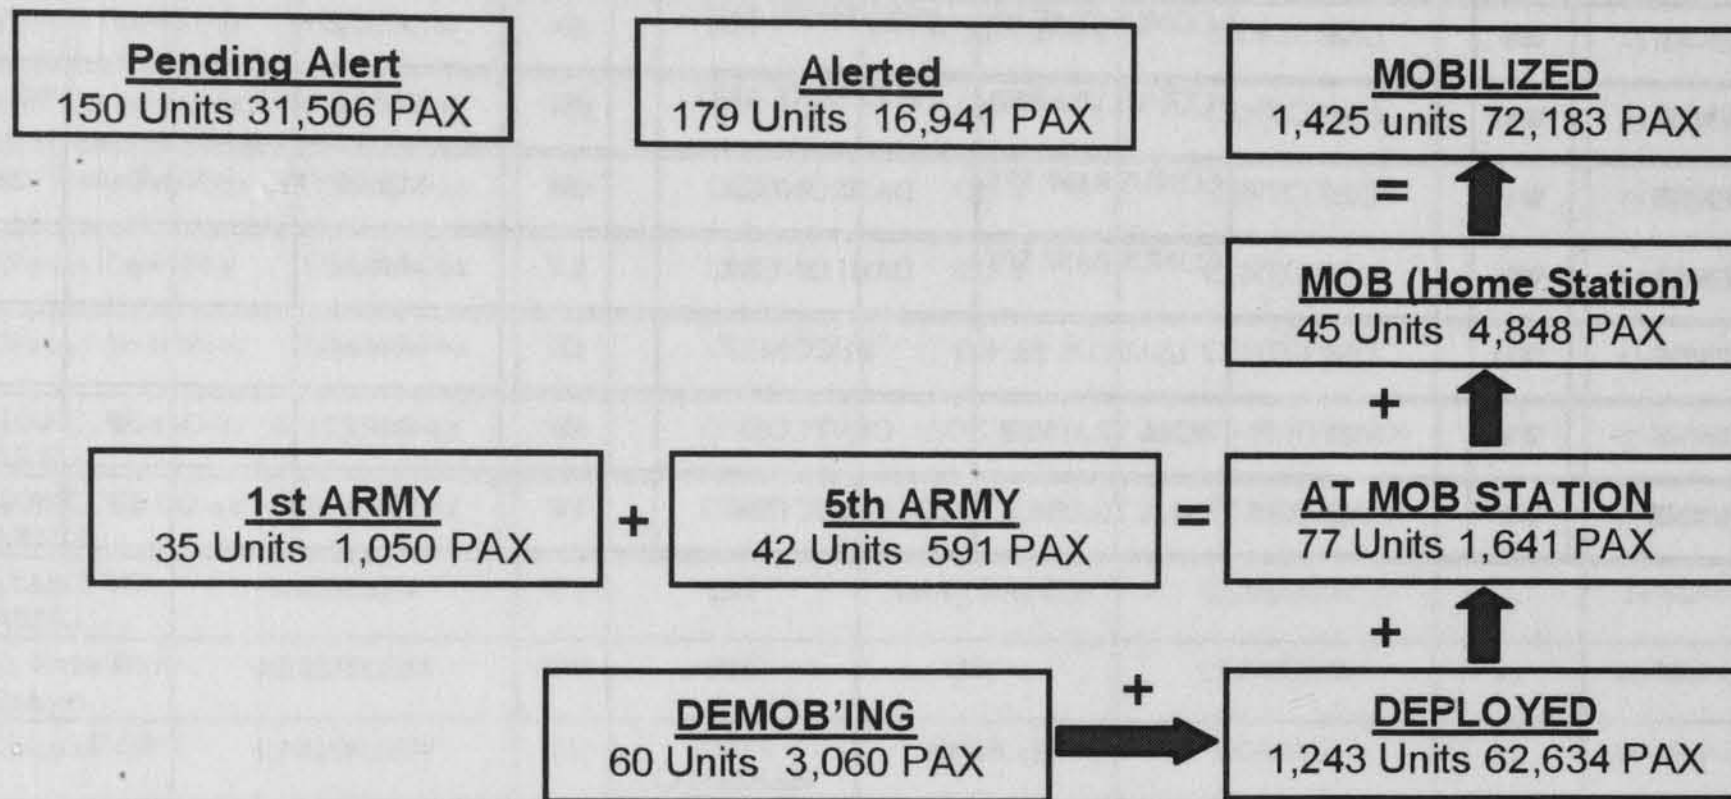 Pending Alert
150 Units 31,506 PAX
Alerted
179 Units 16,941 PAX
MOBILIZED
1,425 units 72,183 PAX
=
MOB (Home Station)
45 Units 4,848 PAX
+
1st ARMY
35 Units 1,050 PAX
+
5th ARMY
42 Units 591 PAX
=
AT MOB STATION
77 Units 1,641 PAX
+
DEMOB'ING
60 Units 3,060 PAX
+
DEPLOYED
1,243 Units 62,634 PAX